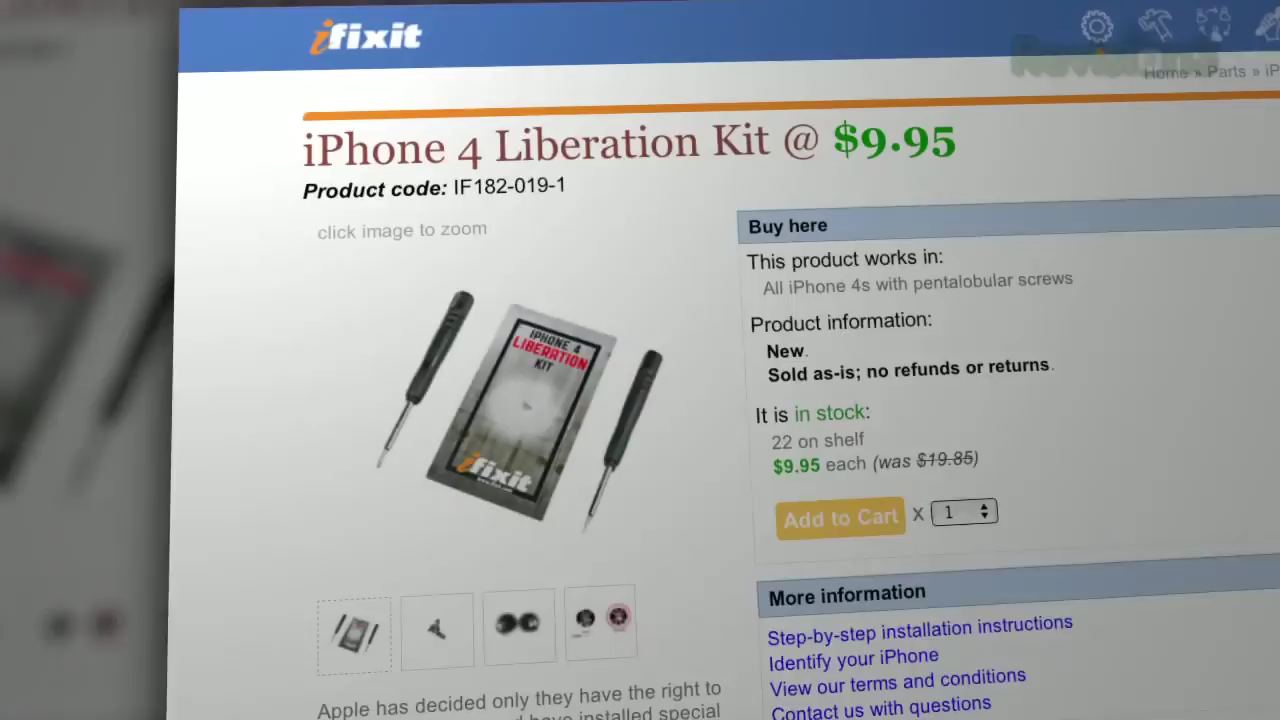 ifixit
Home » Parts » iP
iPhone 4 Liberation Kit @ $9.95
Product code: IF182-019-1
click image to zoom
Buy here
This product works in:
All iPhone 4s with pentalobular screws
Product information:
New.
Sold as-is; no refunds or returns.
It is in stock:
22 on shelf
$9.95 each (was $19.85)
Add to Cart X 1
IPHONE 4
LIBERATION
KIT
ifixit
More information
Step-by-step installation instructions
Identify your iPhone
View our terms and conditions
Contact us with questions
Apple has decided only they have the right to
have installed special